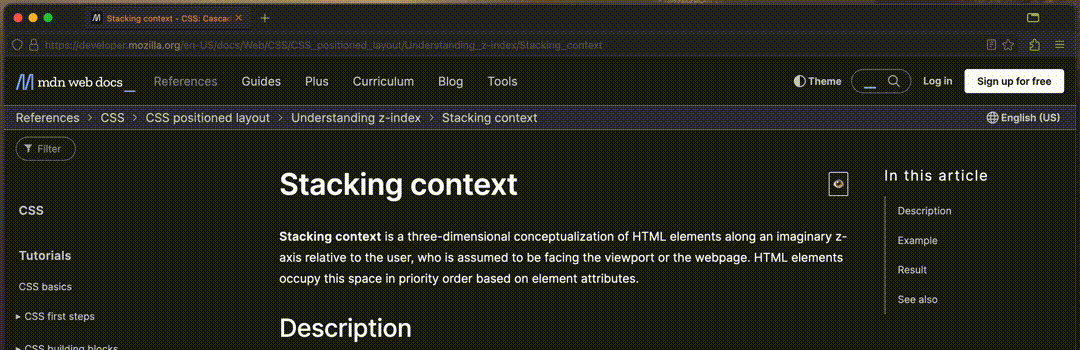 Stacking context - CSS: Casca
https://developer.mozilla.org/en-US/docs/Web/CSS/CSS_positioned_layout/Understanding_z-index/Stacking_context
mdn web docs_
References
Guides
Plus
Curriculum
Blog
Tools
Theme
Log in
Sign up for free
References > CSS > CSS positioned layout > Understanding z-index > Stacking context
English (US)
Filter
CSS
Tutorials
CSS basics
CSS first steps
CSS building blocks
Stacking context
Stacking context is a three-dimensional conceptualization of HTML elements along an imaginary z-
axis relative to the user, who is assumed to be facing the viewport or the webpage. HTML elements
occupy this space in priority order based on element attributes.
Description
In this article
Description
Example
Result
See also